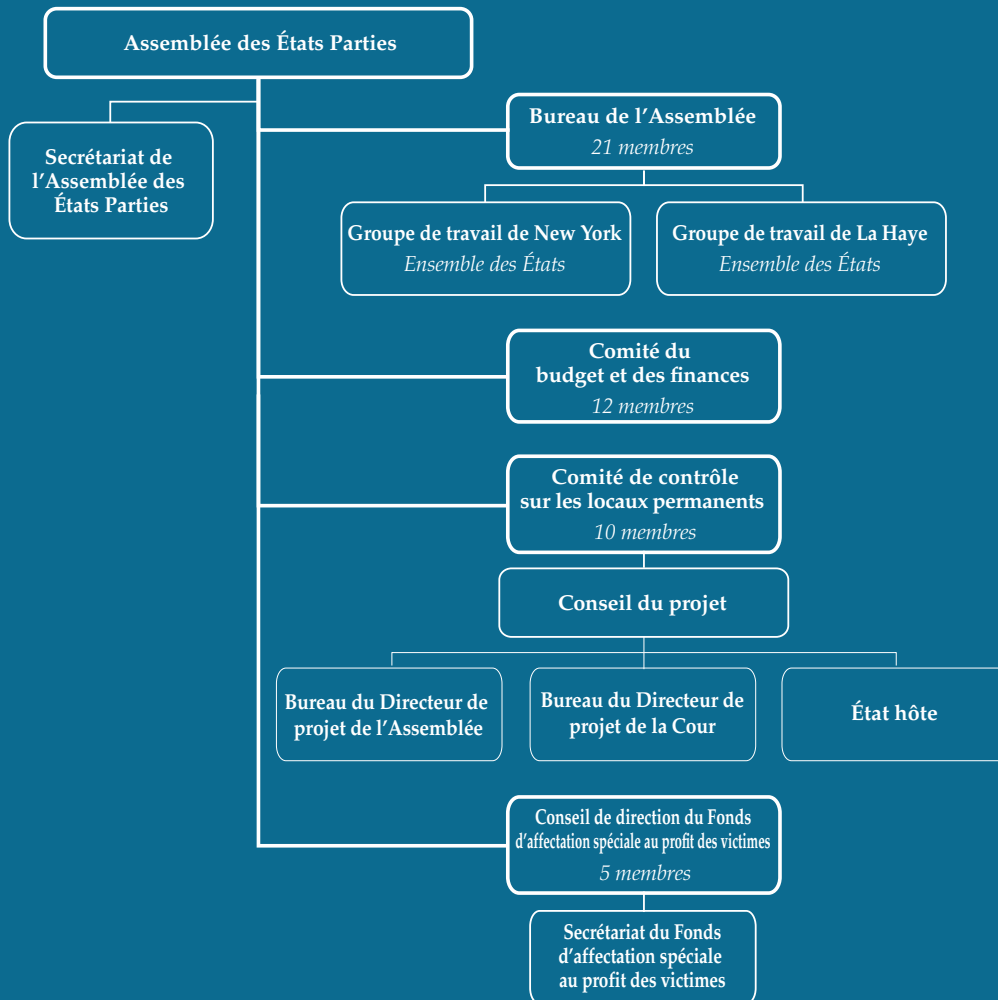 Assemblée des États Parties
Secrétariat de
l’Assemblée des
États Parties
Bureau de l’Assemblée
21 membres
Groupe de travail de New York
Ensemble des États
Groupe de travail de La Haye
Ensemble des États
Comité du
budget et des finances
12 membres
Comité de contrôle
sur les locaux permanents
10 membres
Conseil du projet
Bureau du Directeur de
projet de l’Assemblée
Bureau du Directeur de
projet de la Cour
État hôte
Conseil de direction du Fonds
d’affectation spéciale au profit des victimes
5 membres
Secrétariat du Fonds
d’affectation spéciale
au profit des victimes